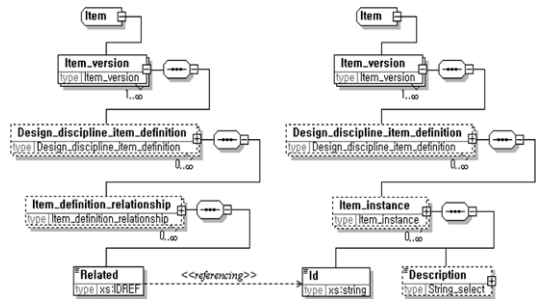 Item
Item_version
type Item_version
1..∞
Design_discipline_item_definition
type Design_discipline_item_definition
0..∞
Item_definition_relationship
type Item_definition_relationship
0..∞
Related
type xs:IDREF
<<referencing>>
Item
Item_version
type Item_version
1..∞
Design_discipline_item_definition
type Design_discipline_item_definition
0..∞
Item_instance
type Item_instance
0..∞
Id
type xs:string
Description
type String_select